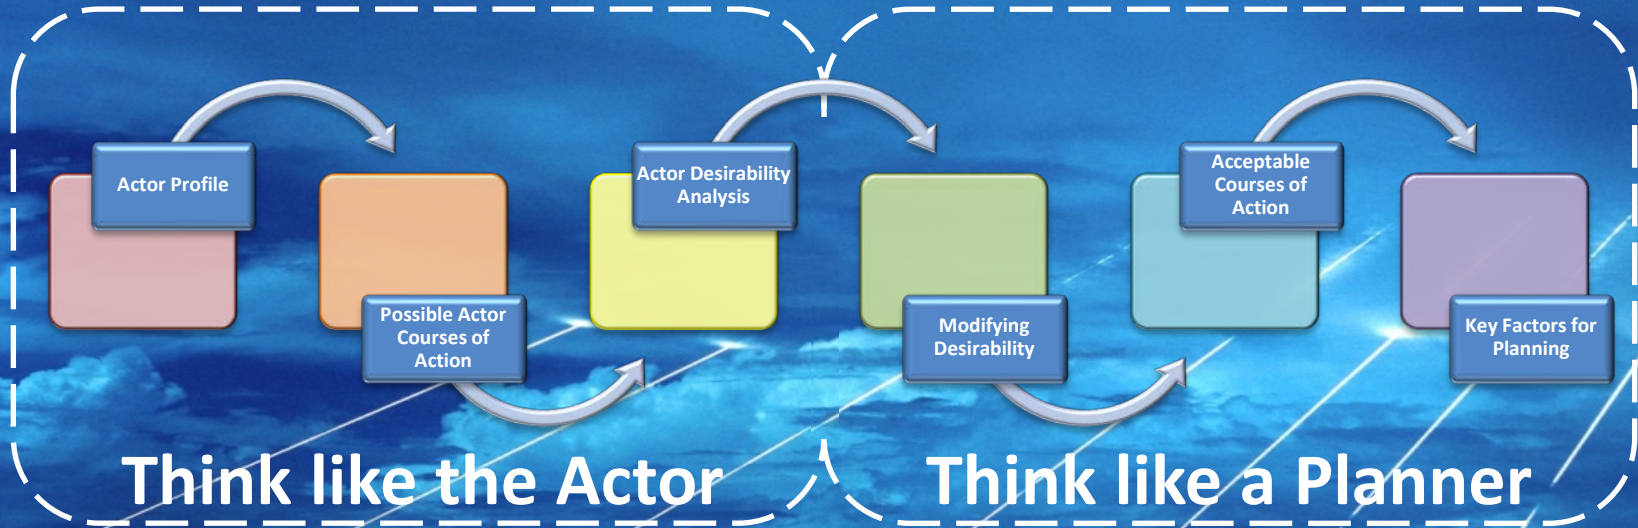 Actor Profile
Possible Actor
Courses of
Action
Actor Desirability
Analysis
Modifying
Desirability
Acceptable
Courses of
Action
Key Factors for
Planning
Think like the Actor
Think like a Planner